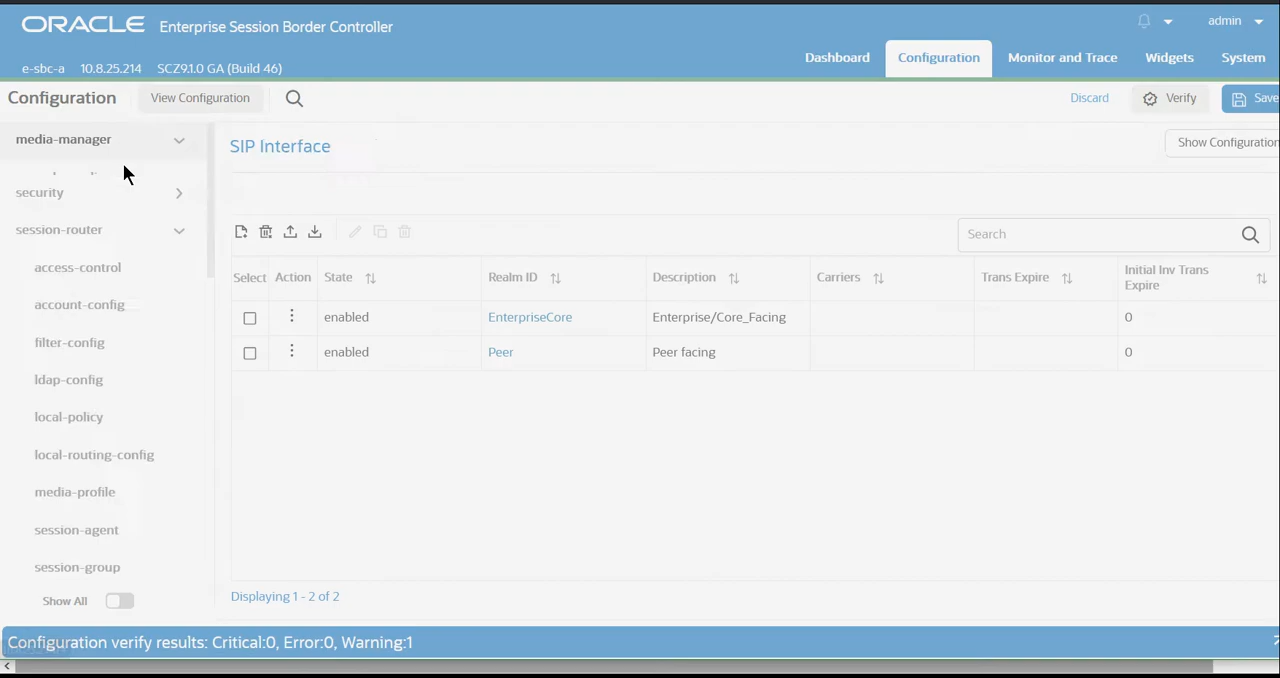 ORACLE Enterprise Session Border Controller
admin
e-sbc-a 10.8.25.214 SCZ9.1.0 GA (Build 46)
Dashboard Configuration Monitor and Trace Widgets System
Configuration View Configuration
Discard Verify Save
media-manager
security
session-router
access-control
account-config
filter-config
ldap-config
local-policy
local-routing-config
media-profile
session-agent
session-group
Show All
SIP Interface
Show Configuration
Search
Select Action State Realm ID Description Carriers Trans Expire Initial Inv Trans
Expire
enabled EnterpriseCore Enterprise/Core_Facing 0
enabled Peer Peer facing 0
Displaying 1 - 2 of 2
Configuration verify results: Critical:0, Error:0, Warning:1